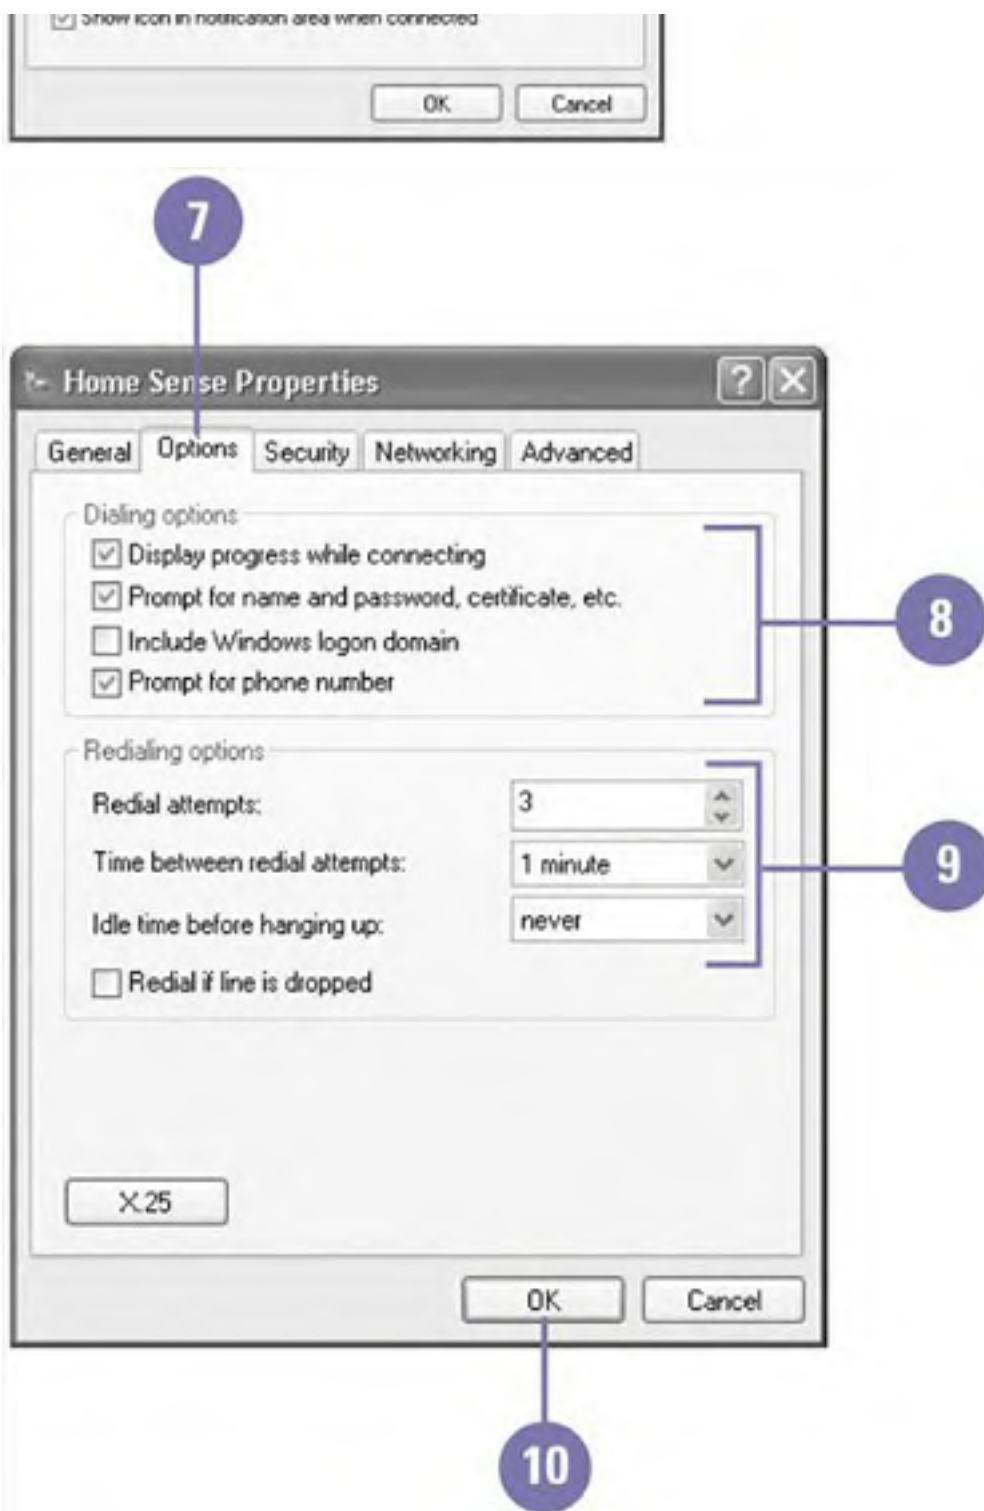 Show icon in notification area when connected
OK Cancel
7
Home Sense Properties
General Options Security Networking Advanced
Dialing options
Display progress while connecting
Prompt for name and password, certificate, etc.
Include Windows logon domain
Prompt for phone number
8
Redialing options
Redial attempts: 3
Time between redial attempts: 1 minute
9
Idle time before hanging up: never
Redial if line is dropped
X.25
OK Cancel
10